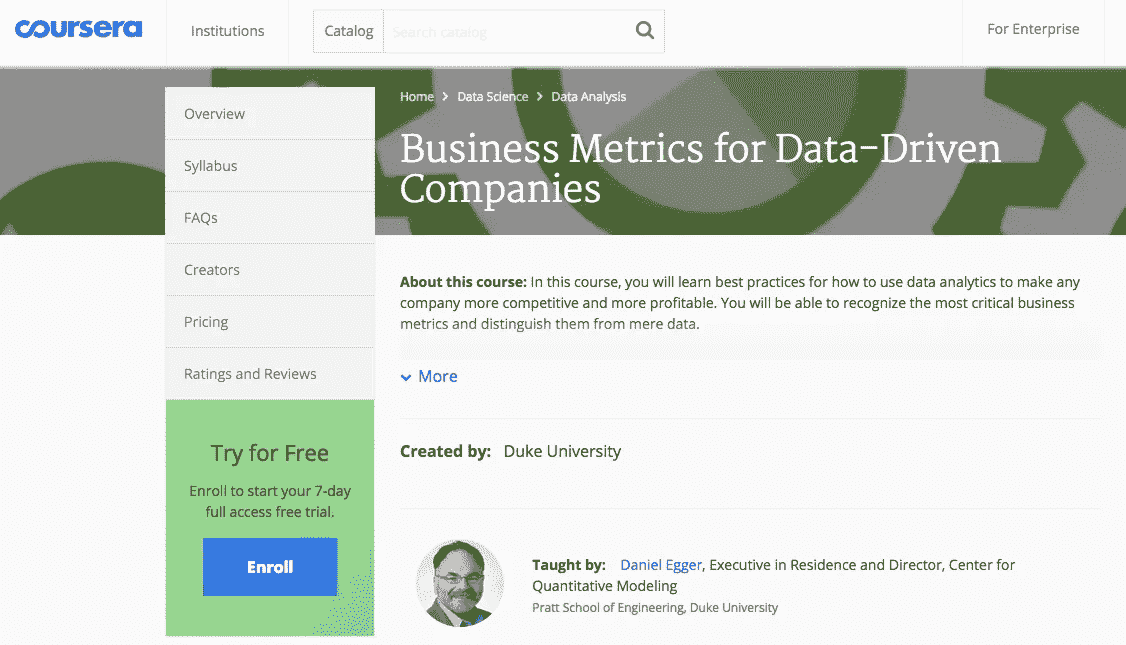 coursera
Institutions
Catalog
Search catalog
For Enterprise
Home > Data Science > Data Analysis
Business Metrics for Data-Driven
Companies
Overview
Syllabus
FAQs
Creators
Pricing
Ratings and Reviews
Try for Free
Enroll to start your 7-day
full access free trial.
Enroll
About this course: In this course, you will learn best practices for how to use data analytics to make any
company more competitive and more profitable. You will be able to recognize the most critical business
metrics and distinguish them from mere data.
More
Created by: Duke University
Taught by: Daniel Egger, Executive in Residence and Director, Center for
Quantitative Modeling
Pratt School of Engineering, Duke University